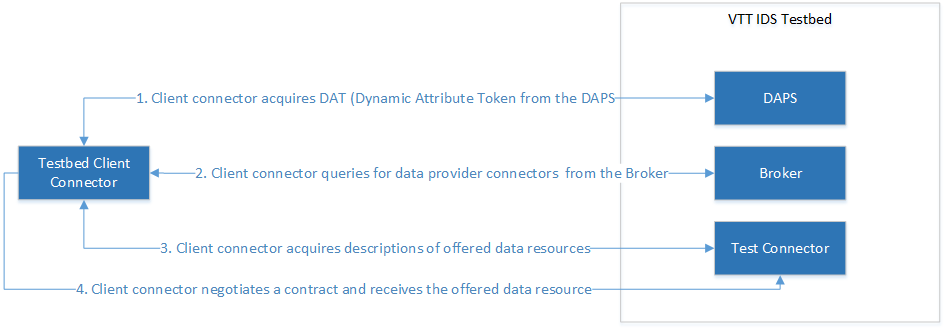 VTT IDS Testbed
1. Client connector acquires DAT (Dynamic Attribute Token from the DAPS
DAPS
Testbed Client
Connector
2. Client connector queries for data provider connectors from the Broker
Broker
3. Client connector acquires descriptions of offered data resources
Test Connector
4. Client connector negotiates a contract and receives the offered data resource